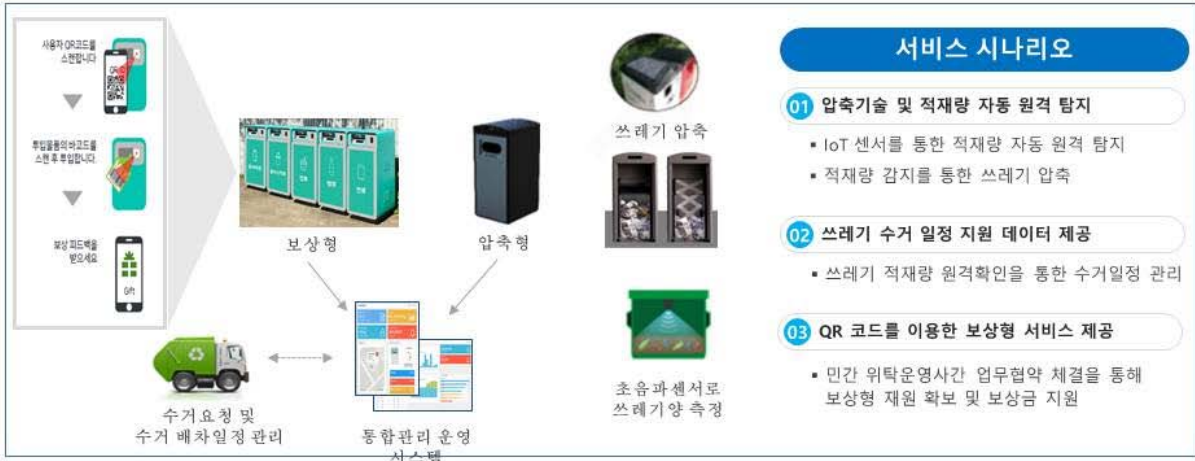 사용자 QR코드를
스캔합니다
QR ID
투입물품의 바코드를
스캔 후 투입합니다.
보상 피드백을
받으세요
Gift
보상형
압축형
수거요청 및
수거 배차일정 관리
통합관리 운영
시스템
쓰레기 압축
초음파센서로
쓰레기양 측정
서비스 시나리오
01 압축기술 및 적재량 자동 원격 탐지
▪ IoT 센서를 통한 적재량 자동 원격 탐지
▪ 적재량 감지를 통한 쓰레기 압축
02 쓰레기 수거 일정 지원 데이터 제공
▪ 쓰레기 적재량 원격확인을 통한 수거일정 관리
03 QR 코드를 이용한 보상형 서비스 제공
▪ 민간 위탁운영사간 업무협약 체결을 통해
보상형 재원 확보 및 보상금 지원